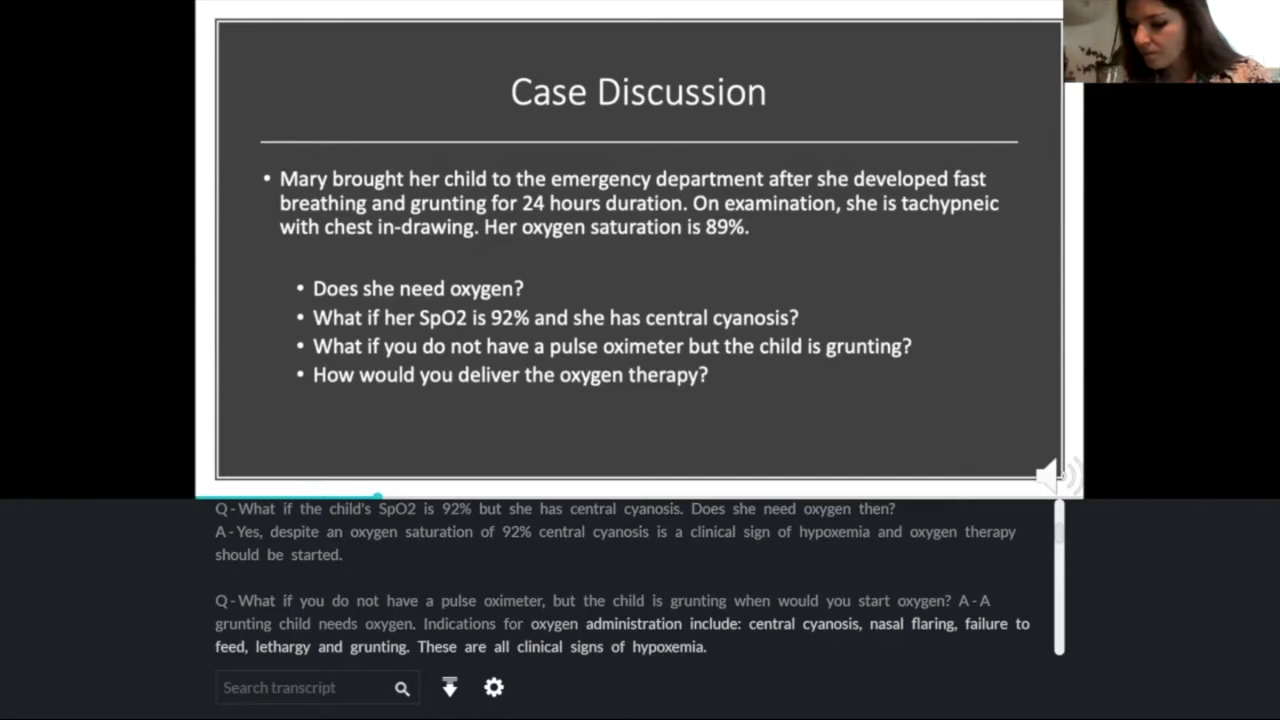 Case Discussion
• Mary brought her child to the emergency department after she developed fast
breathing and grunting for 24 hours duration. On examination, she is tachypneic
with chest in-drawing. Her oxygen saturation is 89%.
• Does she need oxygen?
• What if her SpO2 is 92% and she has central cyanosis?
• What if you do not have a pulse oximeter but the child is grunting?
• How would you deliver the oxygen therapy?
Q - What if the child's SpO2 is 92% but she has central cyanosis. Does she need oxygen then?
A - Yes, despite an oxygen saturation of 92% central cyanosis is a clinical sign of hypoxemia and oxygen therapy
should be started.
Q - What if you do not have a pulse oximeter, but the child is grunting when would you start oxygen? A - A
grunting child needs oxygen. Indications for oxygen administration include: central cyanosis, nasal flaring, failure to
feed, lethargy and grunting. These are all clinical signs of hypoxemia.
Search transcript